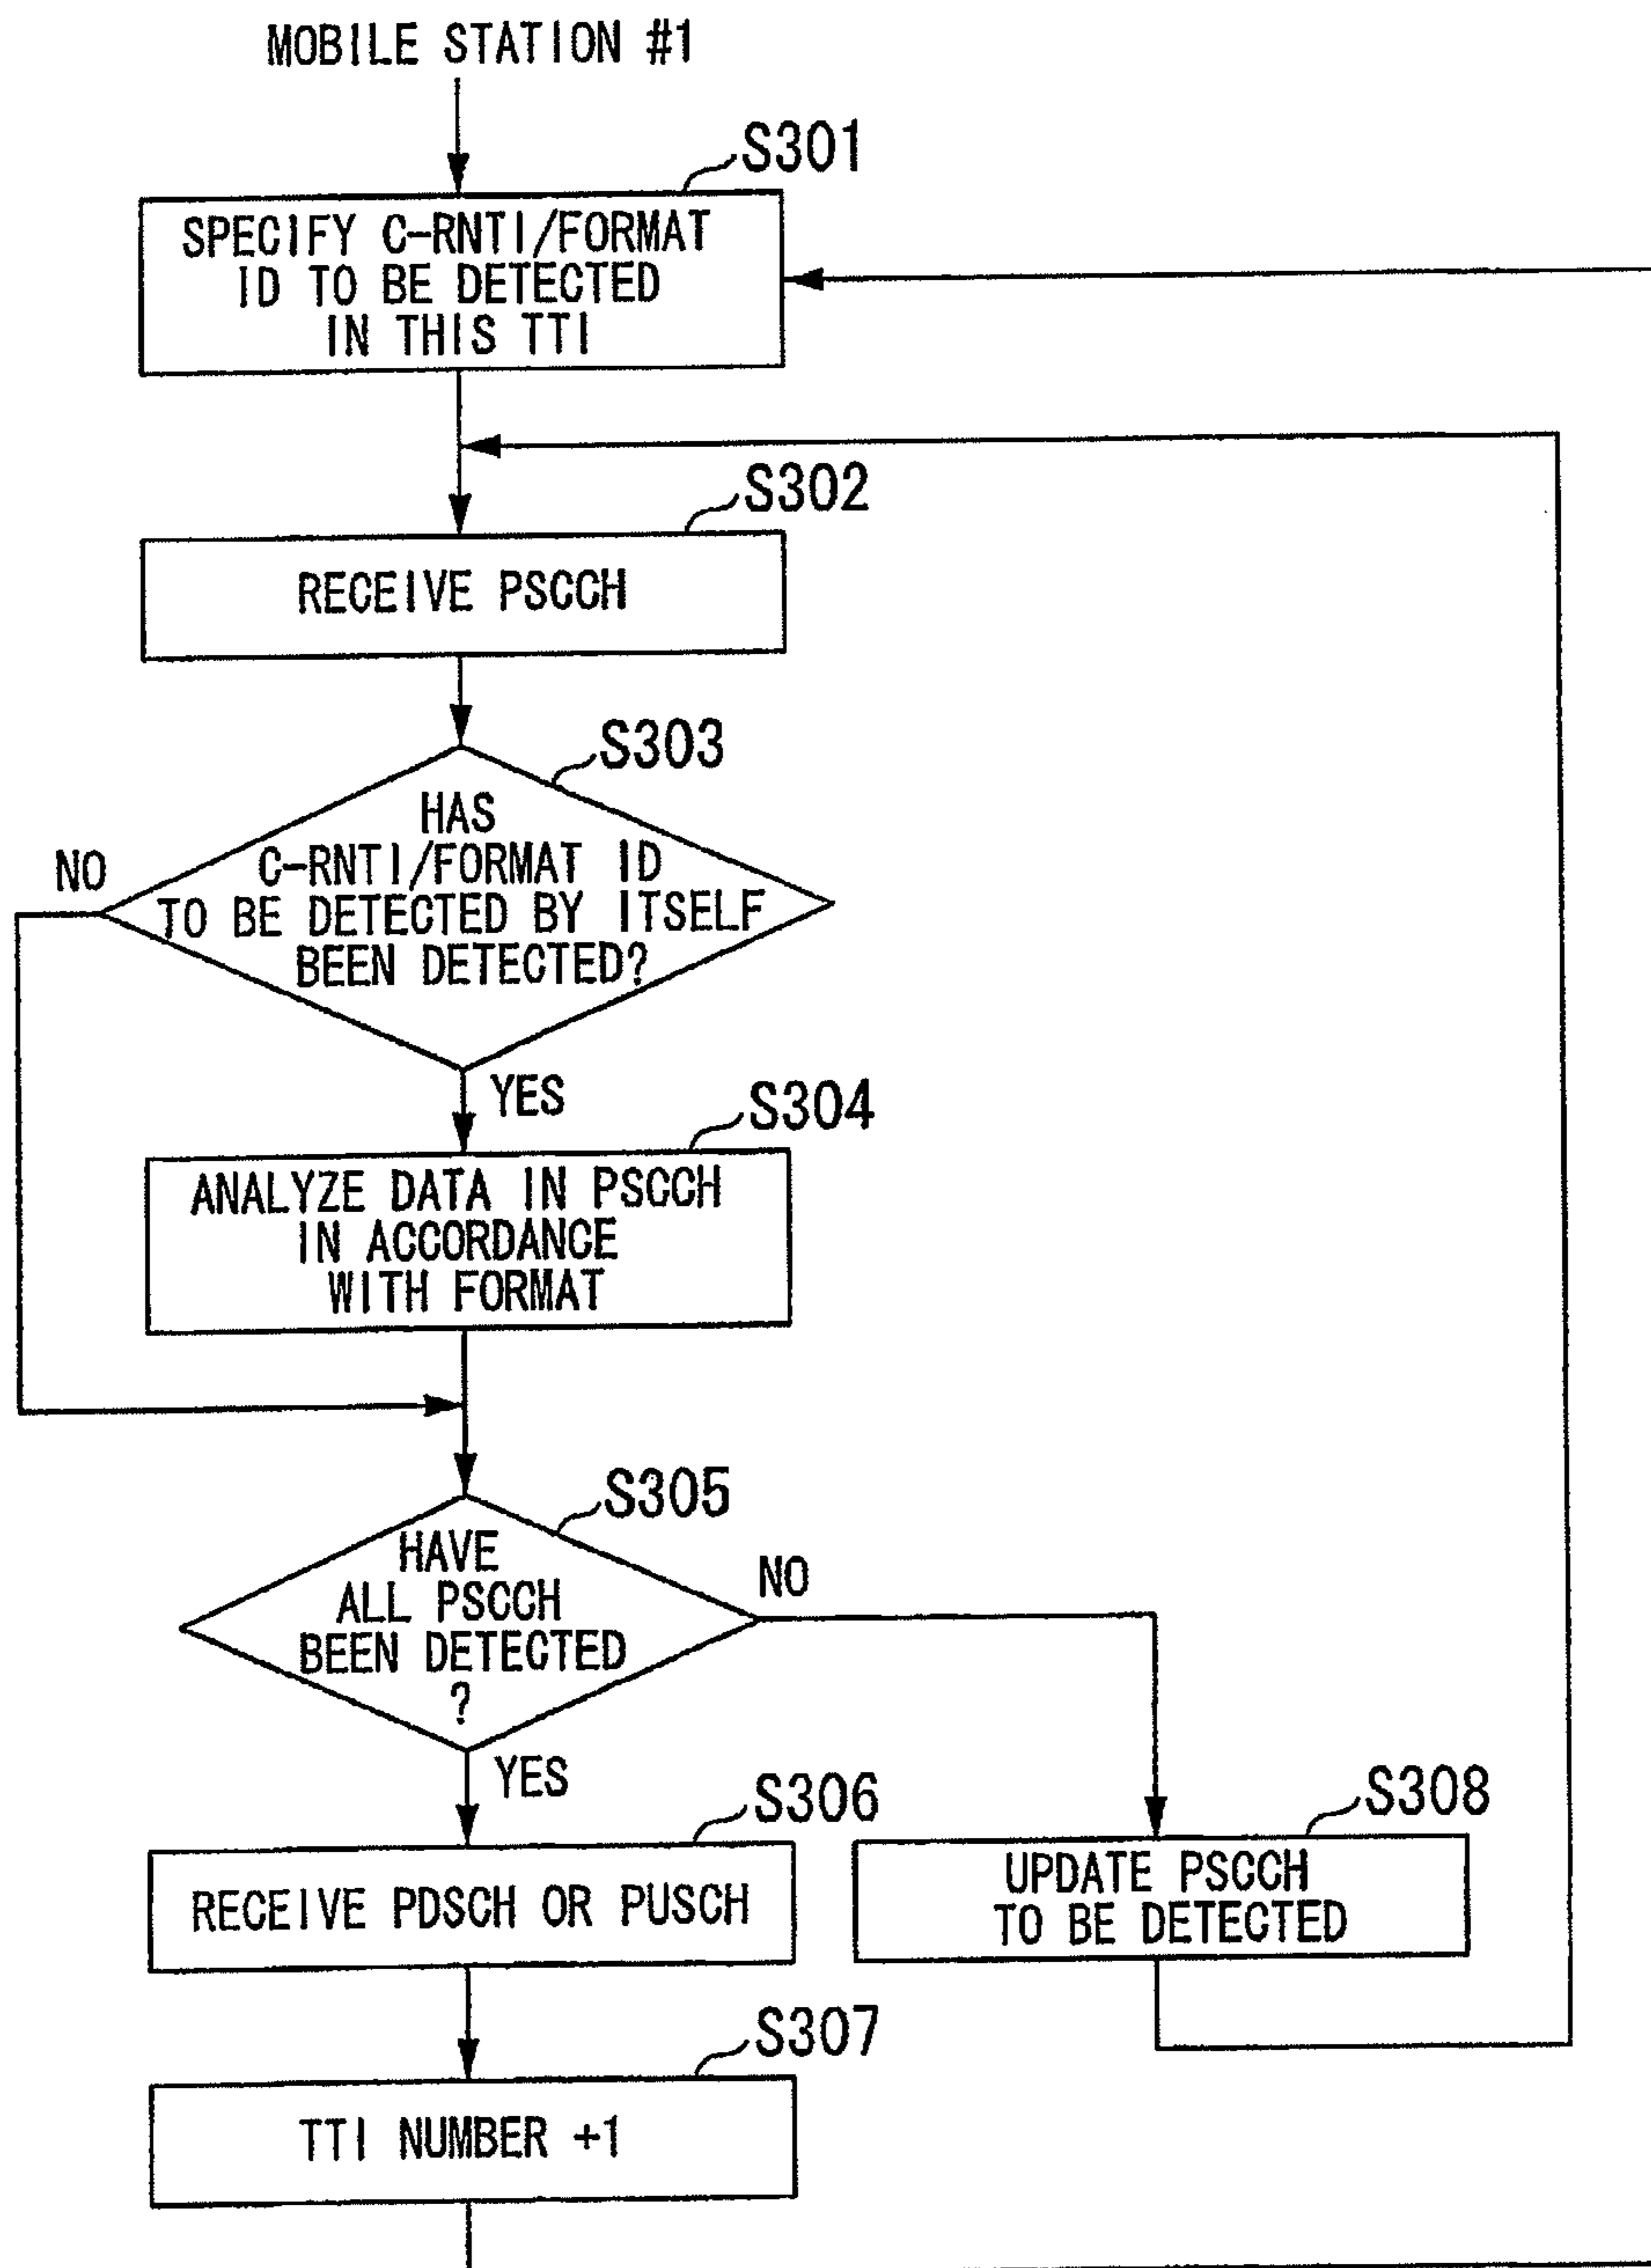 MOBILE STATION #1
S301
SPECIFY C-RNTI/FORMAT
ID TO BE DETECTED
IN THIS TTI
S302
RECEIVE PSCCH
S303
HAS
C-RNTI/FORMAT ID
TO BE DETECTED BY ITSELF
BEEN DETECTED?
NO
YES
S304
ANALYZE DATA IN PSCCH
IN ACCORDANCE
WITH FORMAT
S305
HAVE
ALL PSCCH
BEEN DETECTED
?
NO
YES
S306
RECEIVE PDSCH OR PUSCH
S308
UPDATE PSCCH
TO BE DETECTED
S307
TTI NUMBER +1